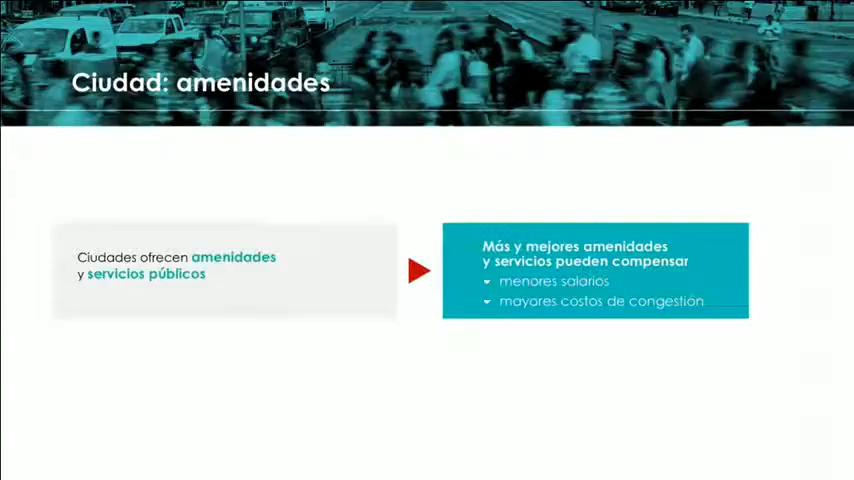 Ciudad: amenidades
Ciudades ofrecen amenidades
y servicios públicos
Más y mejores amenidades
y servicios pueden compensar
menores salarios
mayores costos de congestión